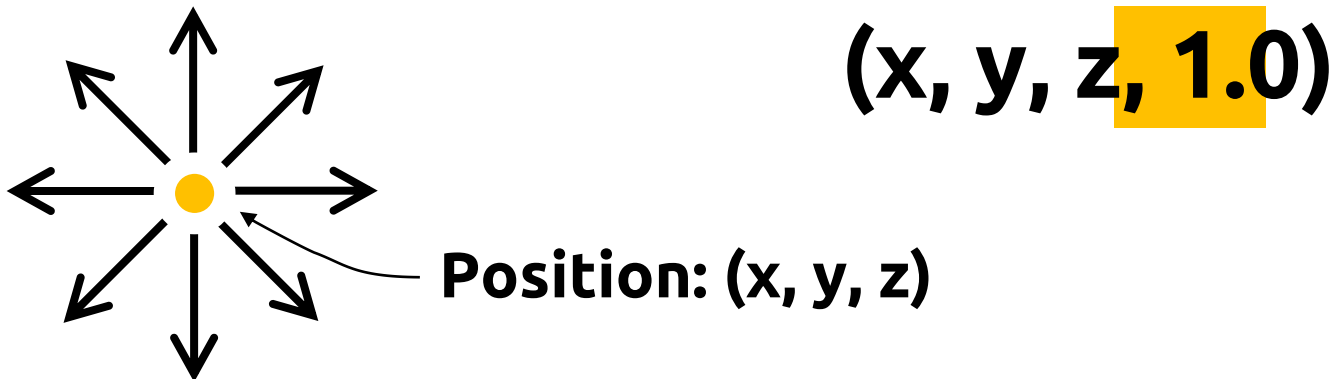 (x, y, z, 1.0)
Position: (x, y, z)